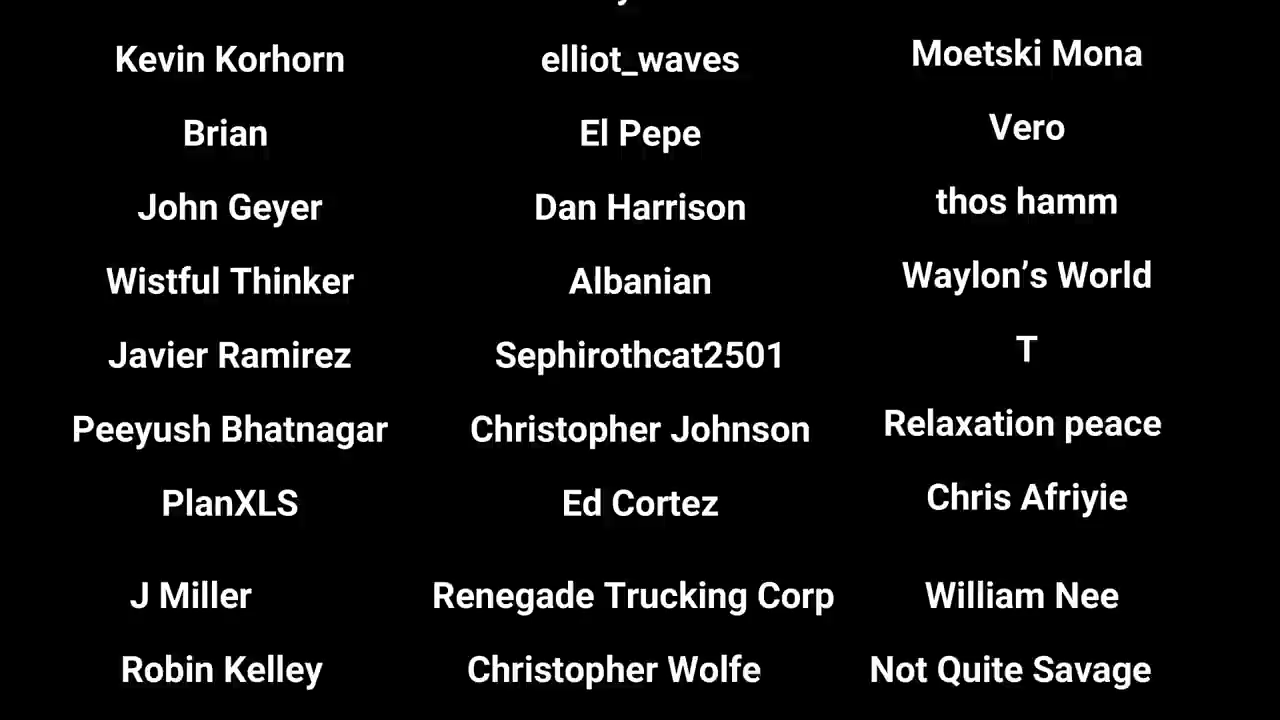 Kevin Korhorn
elliot_waves
Moetski Mona
Brian
El Pepe
Vero
John Geyer
Dan Harrison
thos hamm
Wistful Thinker
Albanian
Waylon’s World
Javier Ramirez
Sephirothcat2501
T
Peeyush Bhatnagar
Christopher Johnson
Relaxation peace
PlanXLS
Ed Cortez
Chris Afriyie
J Miller
Renegade Trucking Corp
William Nee
Robin Kelley
Christopher Wolfe
Not Quite Savage